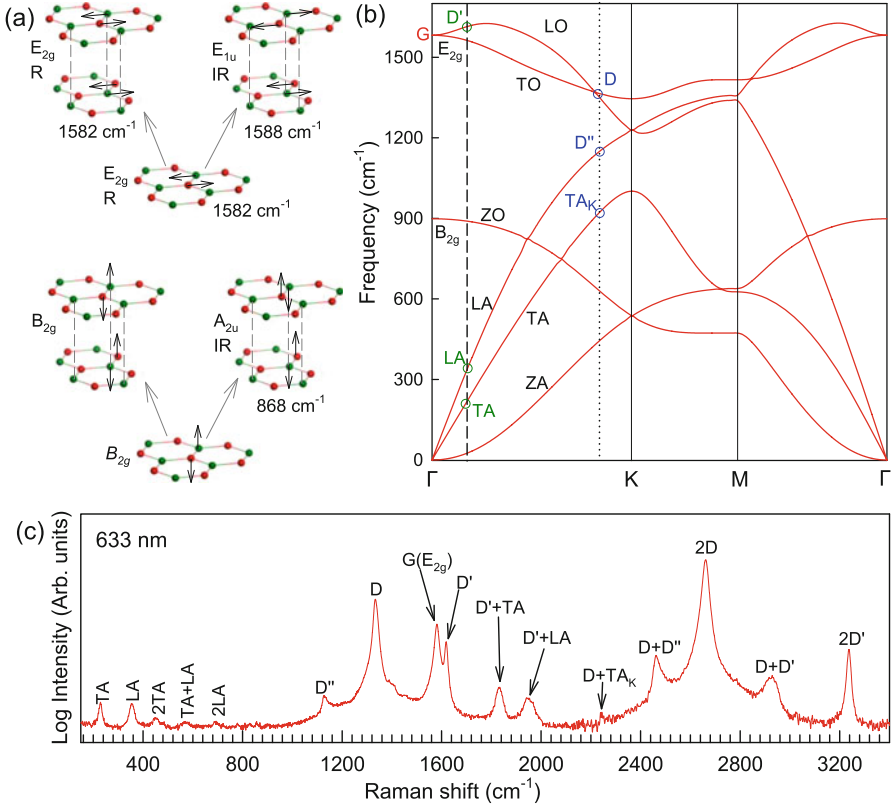 (a)
E2g
R
1582 cm⁻¹
E1u
IR
1588 cm⁻¹
E2g
R
1582 cm⁻¹
B2g
A2u
IR
868 cm⁻¹
B2g
(b)
Frequency (cm⁻¹)
1500
1200
900
600
300
0
G
E2g
B2g
D'
LO
TO
D
D''
TAK
ZO
LA
TA
ZA
LA
TA
Γ K M Γ
(c)
633 nm
Log Intensity (Arb. units)
TA
LA
2TA
TA+LA
2LA
D''
D
G(E2g)
D'
D'+TA
D'+LA
D+TAK
D+D''
2D
D+D'
2D'
400 800 1200 1600 2000 2400 2800 3200
Raman shift (cm⁻¹)